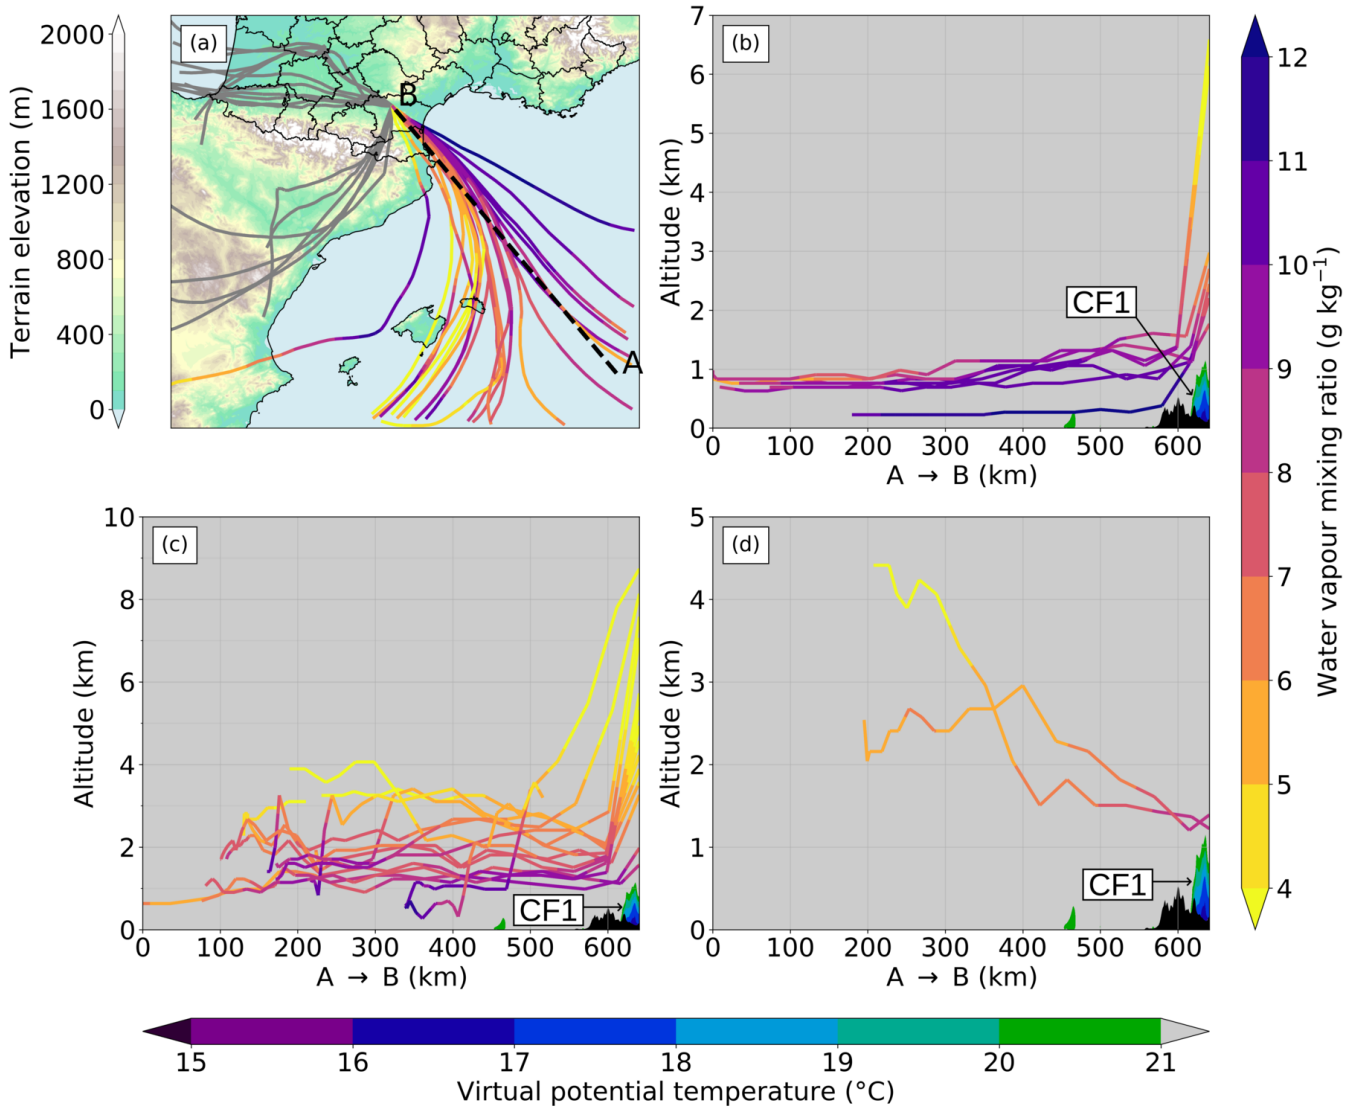 (a)
B
A
2000
1600
1200
800
400
0
Terrain elevation (m)
(b)
7
6
5
4
3
2
1
0
Altitude (km)
CF1
0 100 200 300 400 500 600
A → B (km)
12
11
10
9
8
7
6
5
4
Water vapour mixing ratio (g kg⁻¹)
(c)
10
8
6
4
2
0
Altitude (km)
CF1
0 100 200 300 400 500 600
A → B (km)
(d)
5
4
3
2
1
0
Altitude (km)
CF1
0 100 200 300 400 500 600
A → B (km)
15 16 17 18 19 20 21
Virtual potential temperature (°C)